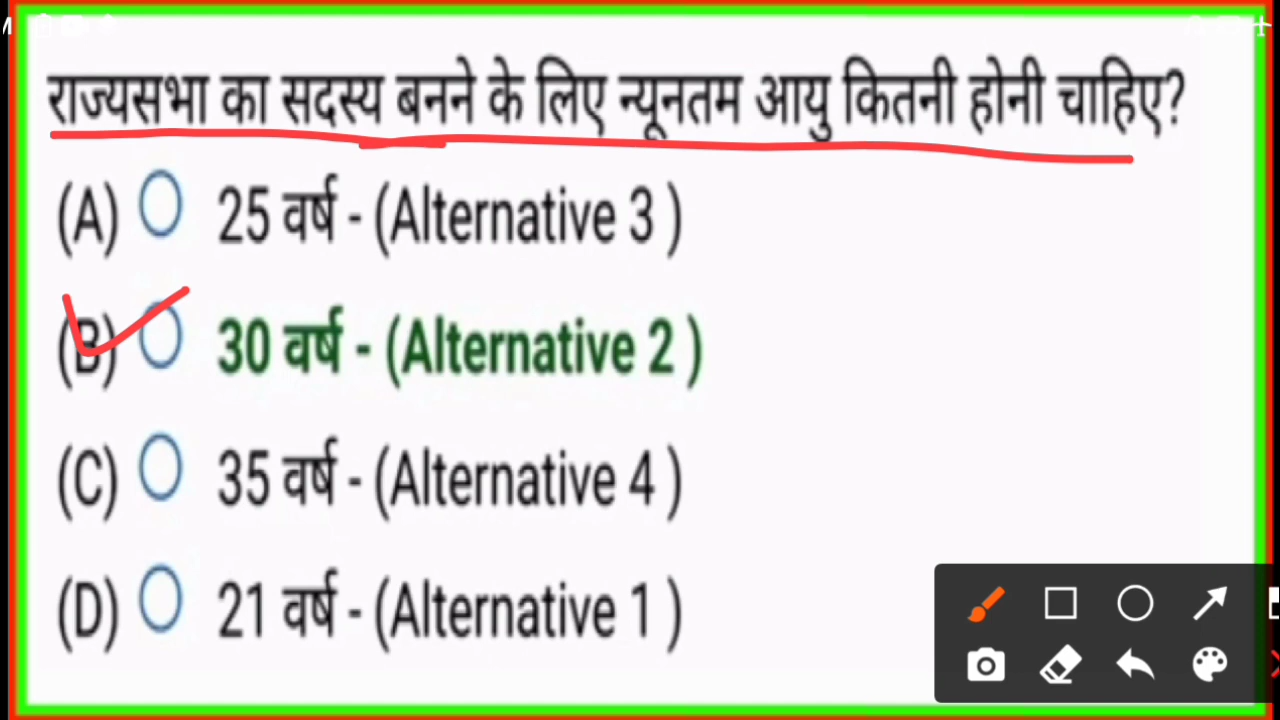 राज्यसभा का सदस्य बनने के लिए न्यूनतम आयु कितनी होनी चाहिए?
(A) 25 वर्ष - (Alternative 3 )
(B) 30 वर्ष - (Alternative 2 )
(C) 35 वर्ष - (Alternative 4 )
(D) 21 वर्ष - (Alternative 1 )